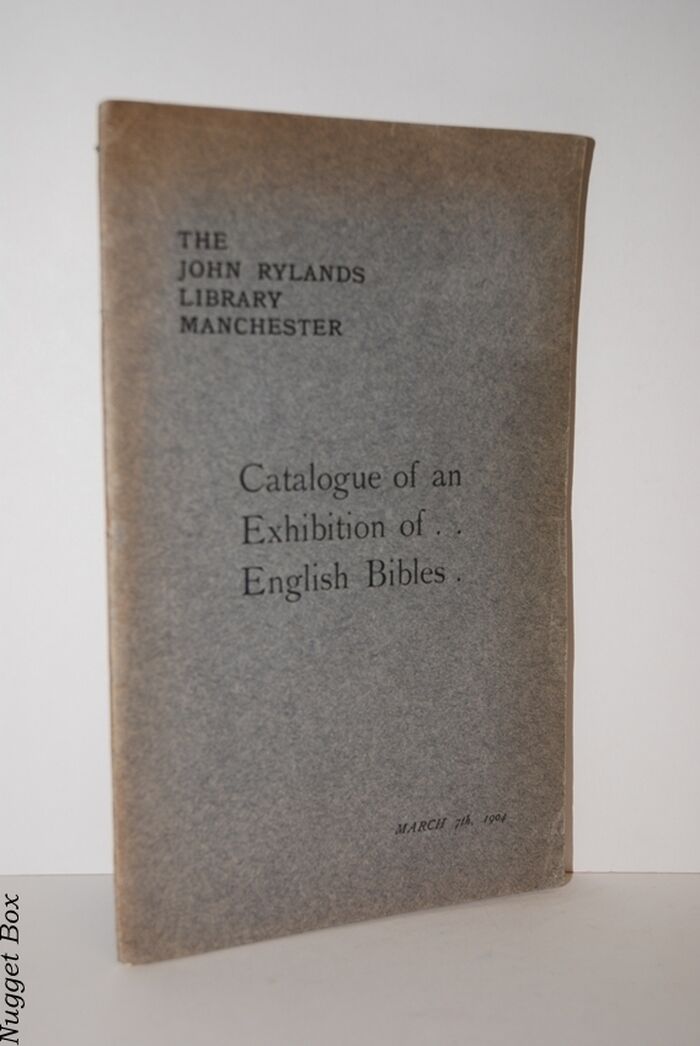 THE
JOHN RYLANDS
LIBRARY
MANCHESTER
Catalogue of an
Exhibition of . .
English Bibles .
MARCH 7th, 1904
Nugget Box